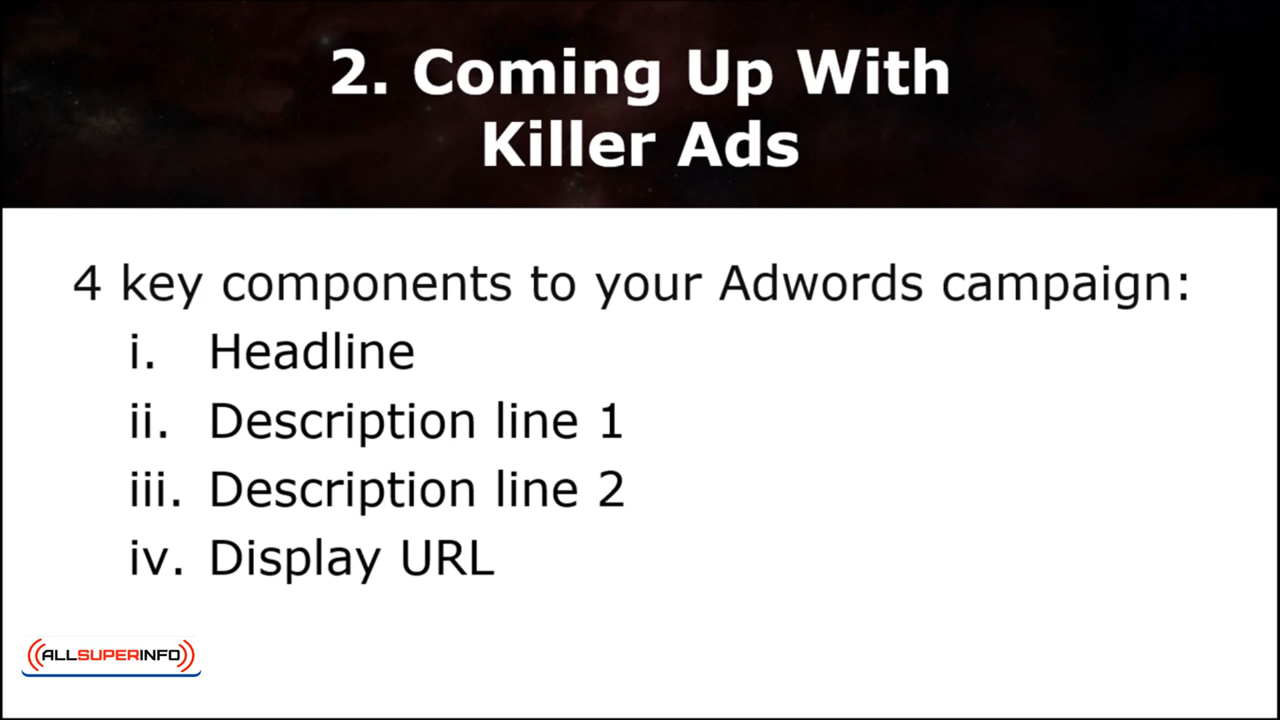 2. Coming Up With
Killer Ads
4 key components to your Adwords campaign:
i. Headline
ii. Description line 1
iii. Description line 2
iv. Display URL
((ALLSUPERINFO))